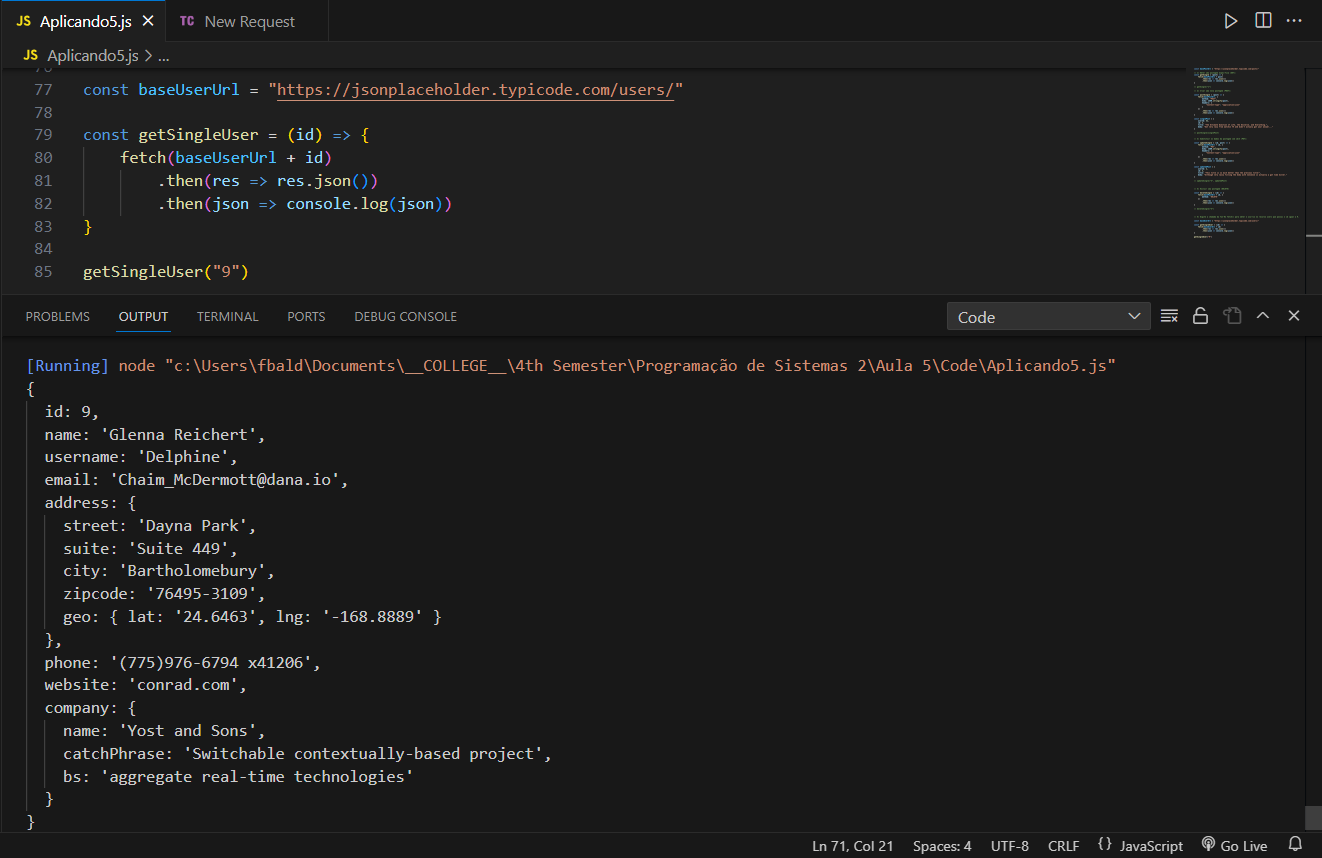 JS Aplicando5.js × TC New Request
JS Aplicando5.js > ...
77 const baseUserUrl = "https://jsonplaceholder.typicode.com/users/"
78
79 const getSingleUser = (id) => {
80     fetch(baseUserUrl + id)
81         .then(res => res.json())
82         .then(json => console.log(json))
83 }
84
85 getSingleUser("9")
PROBLEMS OUTPUT TERMINAL PORTS DEBUG CONSOLE Code
[Running] node "c:\Users\fbald\Documents\__COLLEGE__\4th Semester\Programação de Sistemas 2\Aula 5\Code\Aplicando5.js"
{
  id: 9,
  name: 'Glenna Reichert',
  username: 'Delphine',
  email: 'Chaim_McDermott@dana.io',
  address: {
    street: 'Dayna Park',
    suite: 'Suite 449',
    city: 'Bartholomebury',
    zipcode: '76495-3109',
    geo: { lat: '24.6463', lng: '-168.8889' }
  },
  phone: '(775)976-6794 x41206',
  website: 'conrad.com',
  company: {
    name: 'Yost and Sons',
    catchPhrase: 'Switchable contextually-based project',
    bs: 'aggregate real-time technologies'
  }
}
Ln 71, Col 21 Spaces: 4 UTF-8 CRLF {} JavaScript Go Live